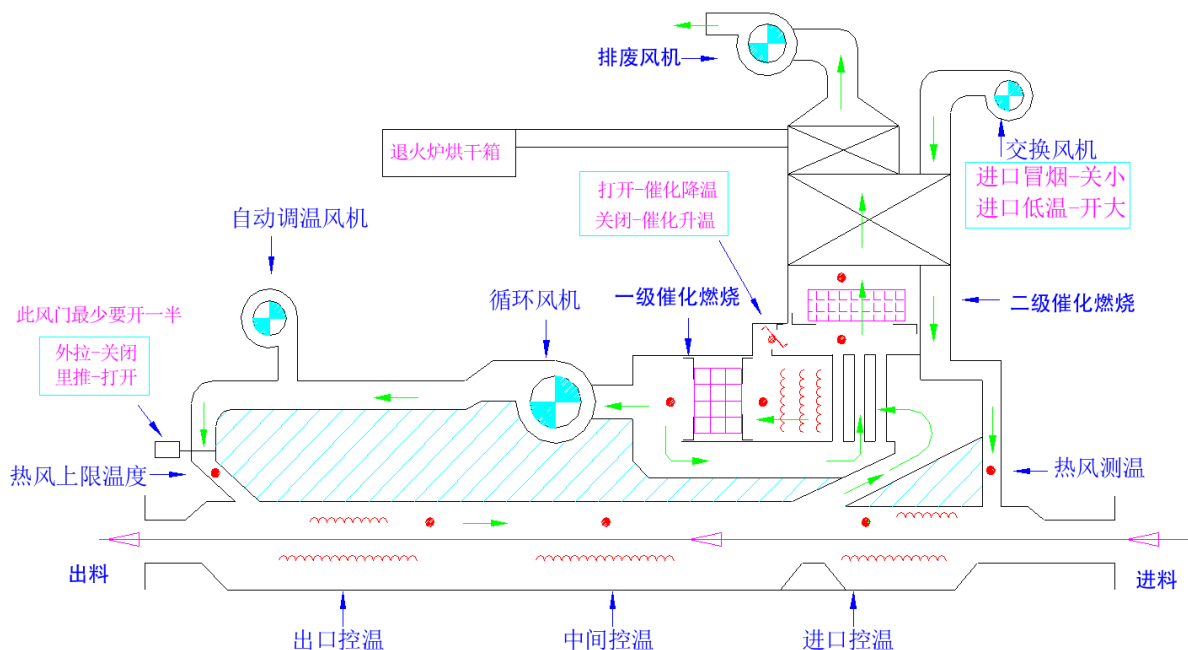 排废风机
交换风机
进口冒烟-关小
进口低温-开大
退火炉烘干箱
打开-催化降温
关闭-催化升温
自动调温风机
循环风机
一级催化燃烧
二级催化燃烧
此风门最少要开一半
外拉-关闭
里推-打开
热风上限温度
热风测温
出料
进料
出口控温
中间控温
进口控温